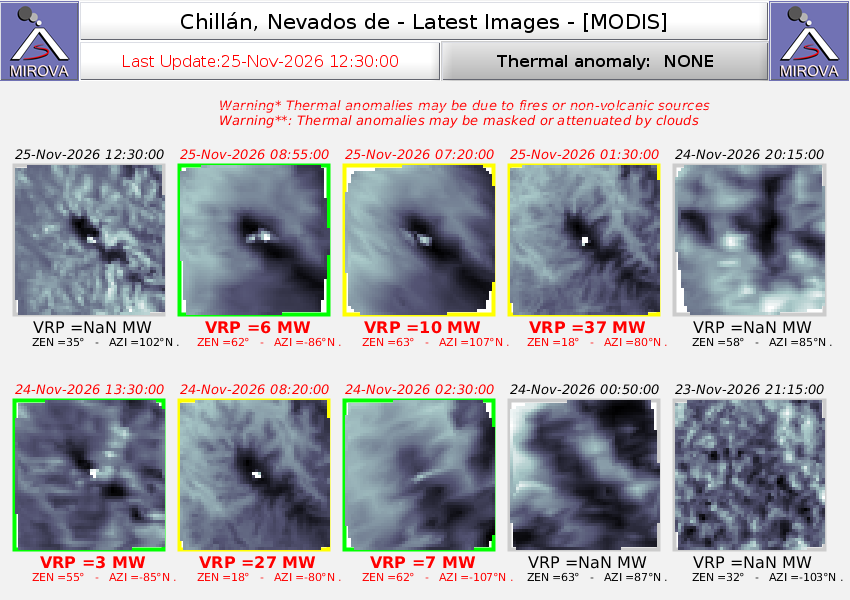 Chillán, Nevados de - Latest Images - [MODIS]
MIROVA
Last Update:25-Nov-2026 12:30:00
Thermal anomaly: NONE
MIROVA
Warning* Thermal anomalies may be due to fires or non-volcanic sources
Warning**: Thermal anomalies may be masked or attenuated by clouds
25-Nov-2026 12:30:00
25-Nov-2026 08:55:00
25-Nov-2026 07:20:00
25-Nov-2026 01:30:00
24-Nov-2026 20:15:00
VRP =NaN MW
VRP =6 MW
VRP =10 MW
VRP =37 MW
VRP =NaN MW
ZEN =35° - AZI =102°N .
ZEN =62° - AZI =-86°N .
ZEN =63° - AZI =107°N .
ZEN =18° - AZI =80°N .
ZEN =58° - AZI =85°N .
24-Nov-2026 13:30:00
24-Nov-2026 08:20:00
24-Nov-2026 02:30:00
24-Nov-2026 00:50:00
23-Nov-2026 21:15:00
VRP =3 MW
VRP =27 MW
VRP =7 MW
VRP =NaN MW
VRP =NaN MW
ZEN =55° - AZI =-85°N .
ZEN =18° - AZI =-80°N .
ZEN =62° - AZI =-107°N .
ZEN =63° - AZI =87°N .
ZEN =32° - AZI =-103°N .